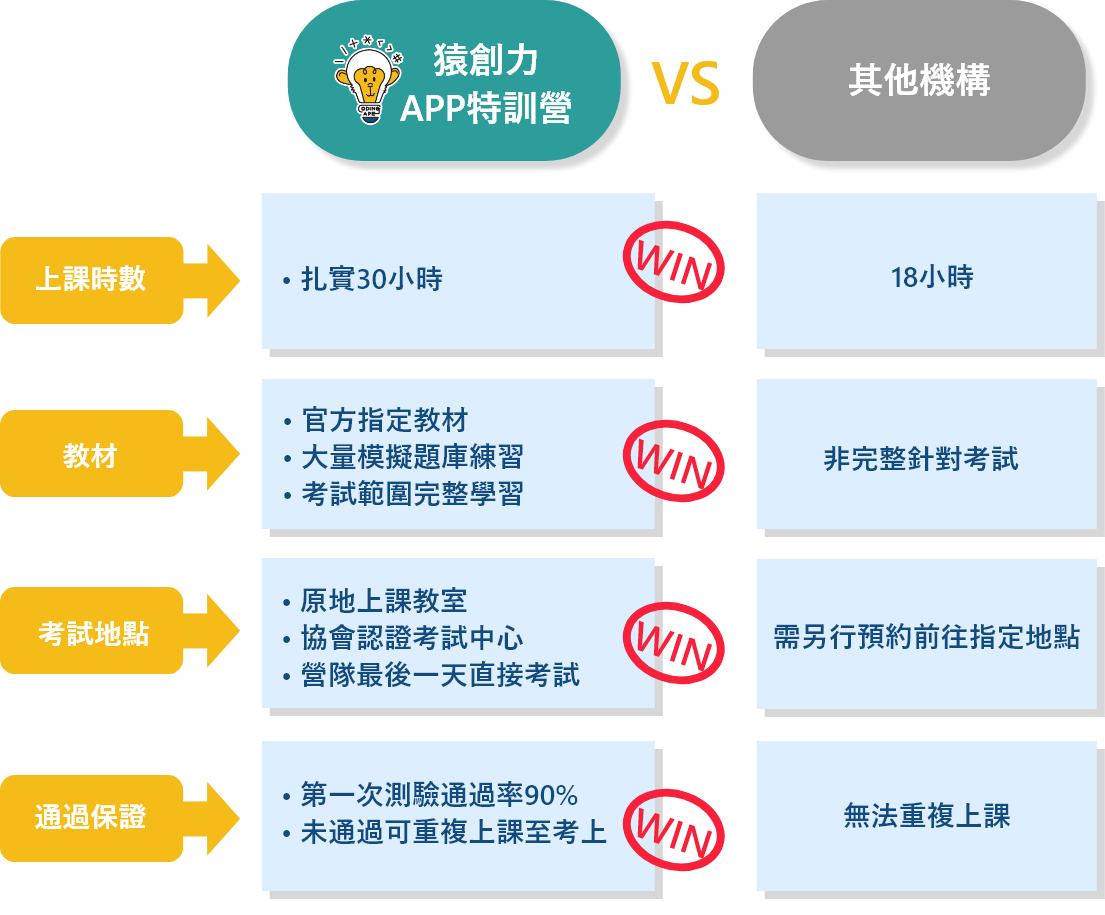 猿創力
APP特訓營
CODING
APE
VS
其他機構
上課時數
• 扎實30小時
WIN
18小時
教材
• 官方指定教材
• 大量模擬題庫練習
• 考試範圍完整學習
WIN
非完整針對考試
考試地點
• 原地上課教室
• 協會認證考試中心
• 營隊最後一天直接考試
WIN
需另行預約前往指定地點
通過保證
• 第一次測驗通過率90%
• 未通過可重複上課至考上
WIN
無法重複上課